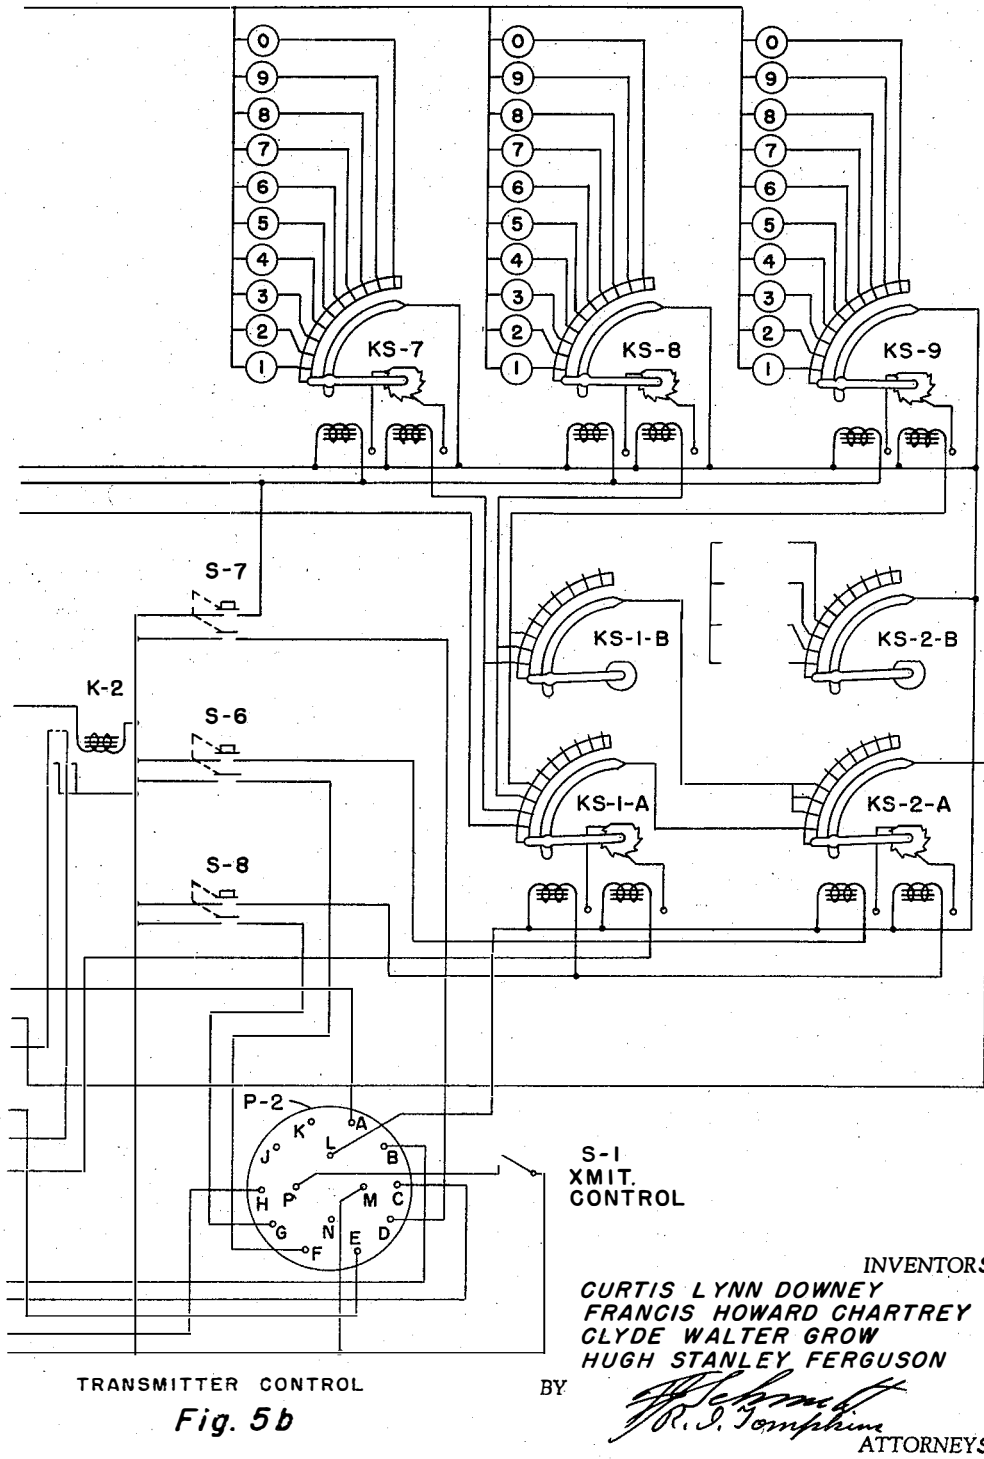 0 0 0
9 9 9
8 8 8
7 7 7
6 6 6
5 5 5
4 4 4
3 3 3
2 2 2
KS-7 KS-8 KS-9
1 1 1
S-7
KS-1-B KS-2-B
K-2
S-6
KS-1-A KS-2-A
S-8
P-2
K A
L
J B
S-1
XMIT.
CONTROL
H P M C
G N E D
F
INVENTORS
CURTIS LYNN DOWNEY
FRANCIS HOWARD CHARTREY
CLYDE WALTER GROW
HUGH STANLEY FERGUSON
TRANSMITTER CONTROL
BY
Fig. 5b
R. I. Tompkins
ATTORNEYS